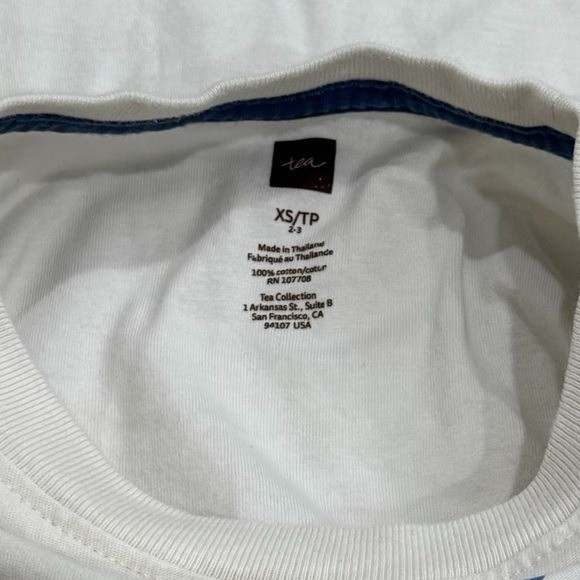 tea
XS/TP
2-3
Made in Thailand
Fabriqué au Thaïlande
100% cotton/coton
RN 107708
Tea Collection
1 Arkansas St., Suite B
San Francisco, CA
94107 USA